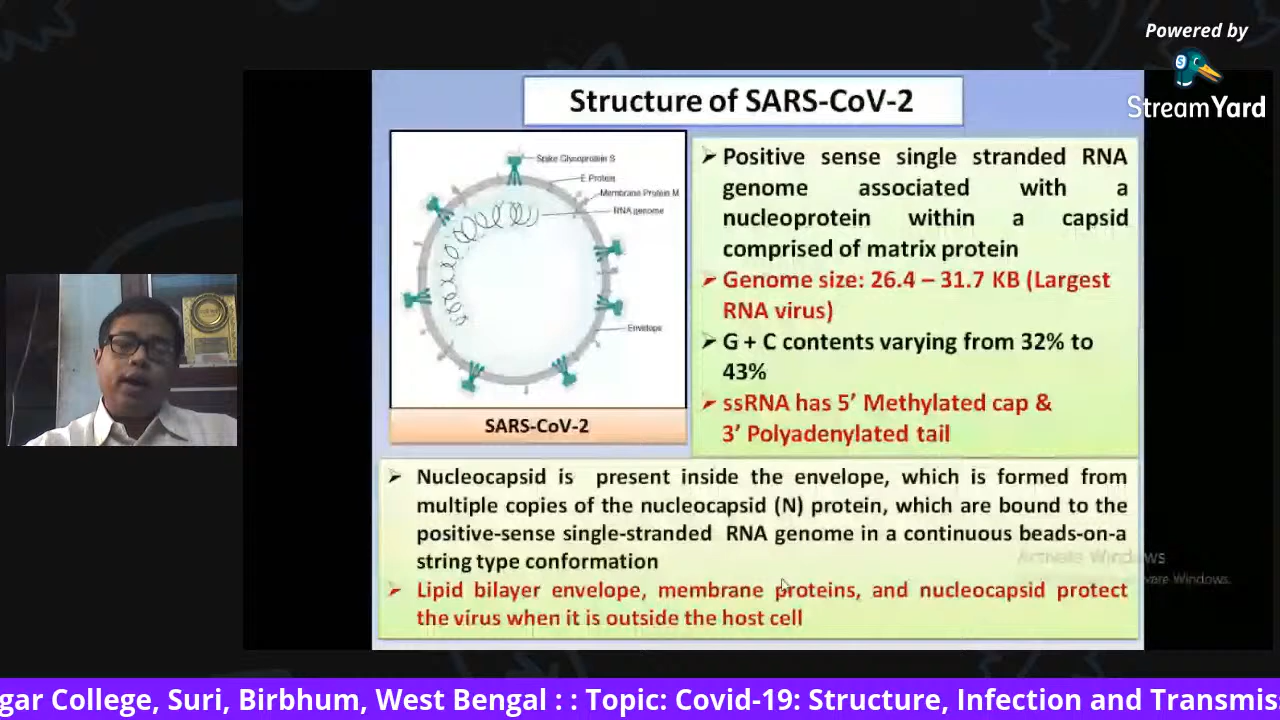 Powered by
StreamYard
Structure of SARS-CoV-2
Spike Glycoprotein S
E Protein
Membrane Protein M
RNA genome
Envelope
SARS-CoV-2
➢ Positive sense single stranded RNA
genome associated with a
nucleoprotein within a capsid
comprised of matrix protein
➢ Genome size: 26.4 – 31.7 KB (Largest
RNA virus)
➢ G + C contents varying from 32% to
43%
➢ ssRNA has 5’ Methylated cap &
3’ Polyadenylated tail
➢ Nucleocapsid is present inside the envelope, which is formed from
multiple copies of the nucleocapsid (N) protein, which are bound to the
positive-sense single-stranded RNA genome in a continuous beads-on-a
string type conformation
➢ Lipid bilayer envelope, membrane proteins, and nucleocapsid protect
the virus when it is outside the host cell
Activate Windows
Windows.
gar College, Suri, Birbhum, West Bengal : : Topic: Covid-19: Structure, Infection and Transmis